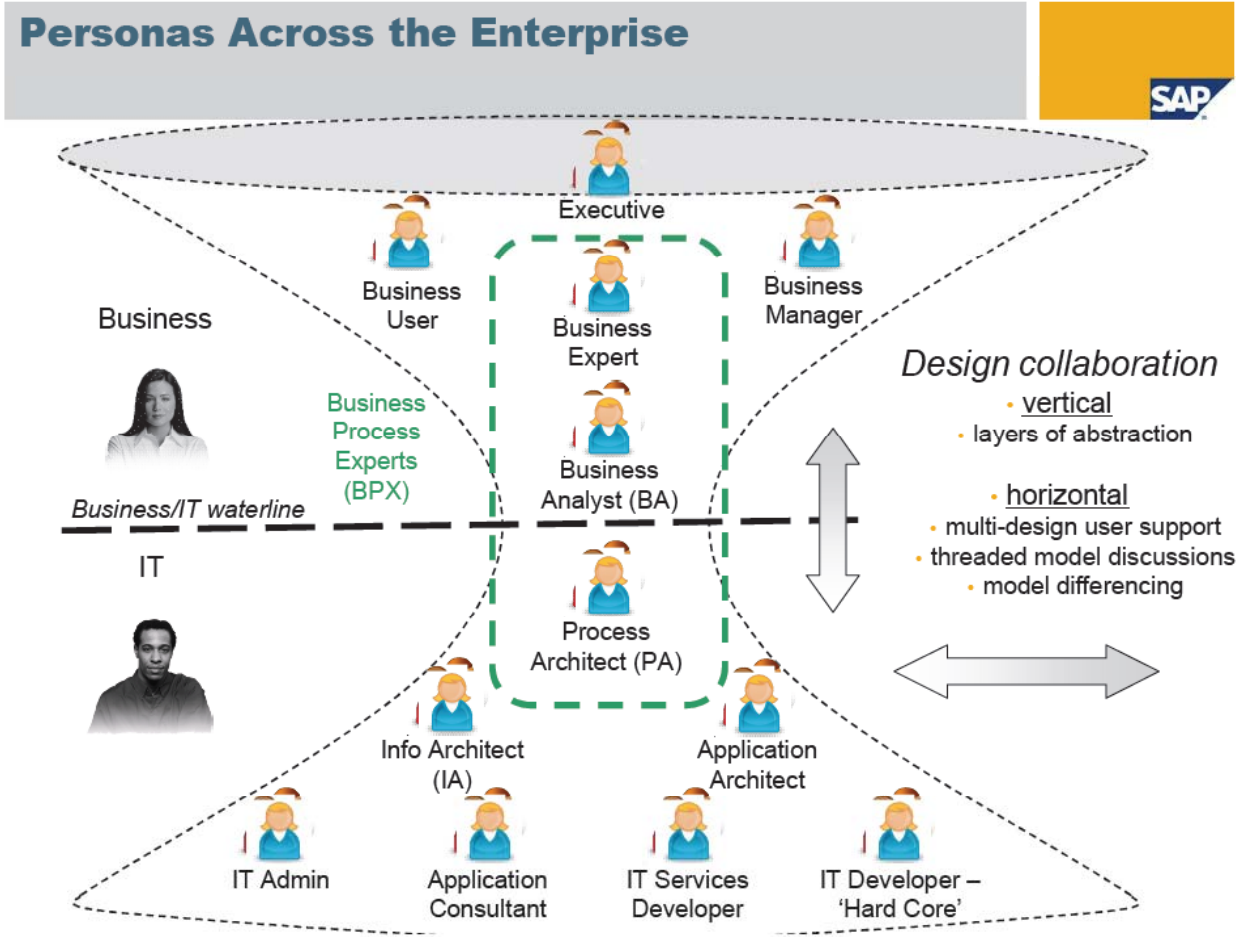 Personas Across the Enterprise
SAP
Executive
Business
User
Business
Manager
Business
Expert
Business
Business
Process
Experts
(BPX)
Business
Analyst (BA)
Business/IT waterline
IT
Process
Architect (PA)
Design collaboration
• vertical
• layers of abstraction
• horizontal
• multi-design user support
• threaded model discussions
• model differencing
Info Architect
(IA)
Application
Architect
IT Admin
Application
Consultant
IT Services
Developer
IT Developer –
‘Hard Core’